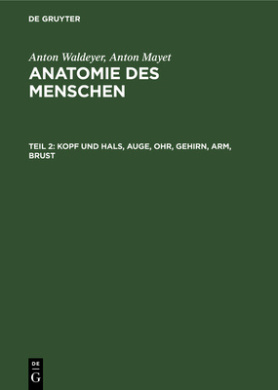 DE GRUYTER
Anton Waldeyer, Anton Mayet
ANATOMIE DES
MENSCHEN
TEIL 2: KOPF UND HALS, AUGE, OHR, GEHIRN, ARM,
BRUST
DE
G